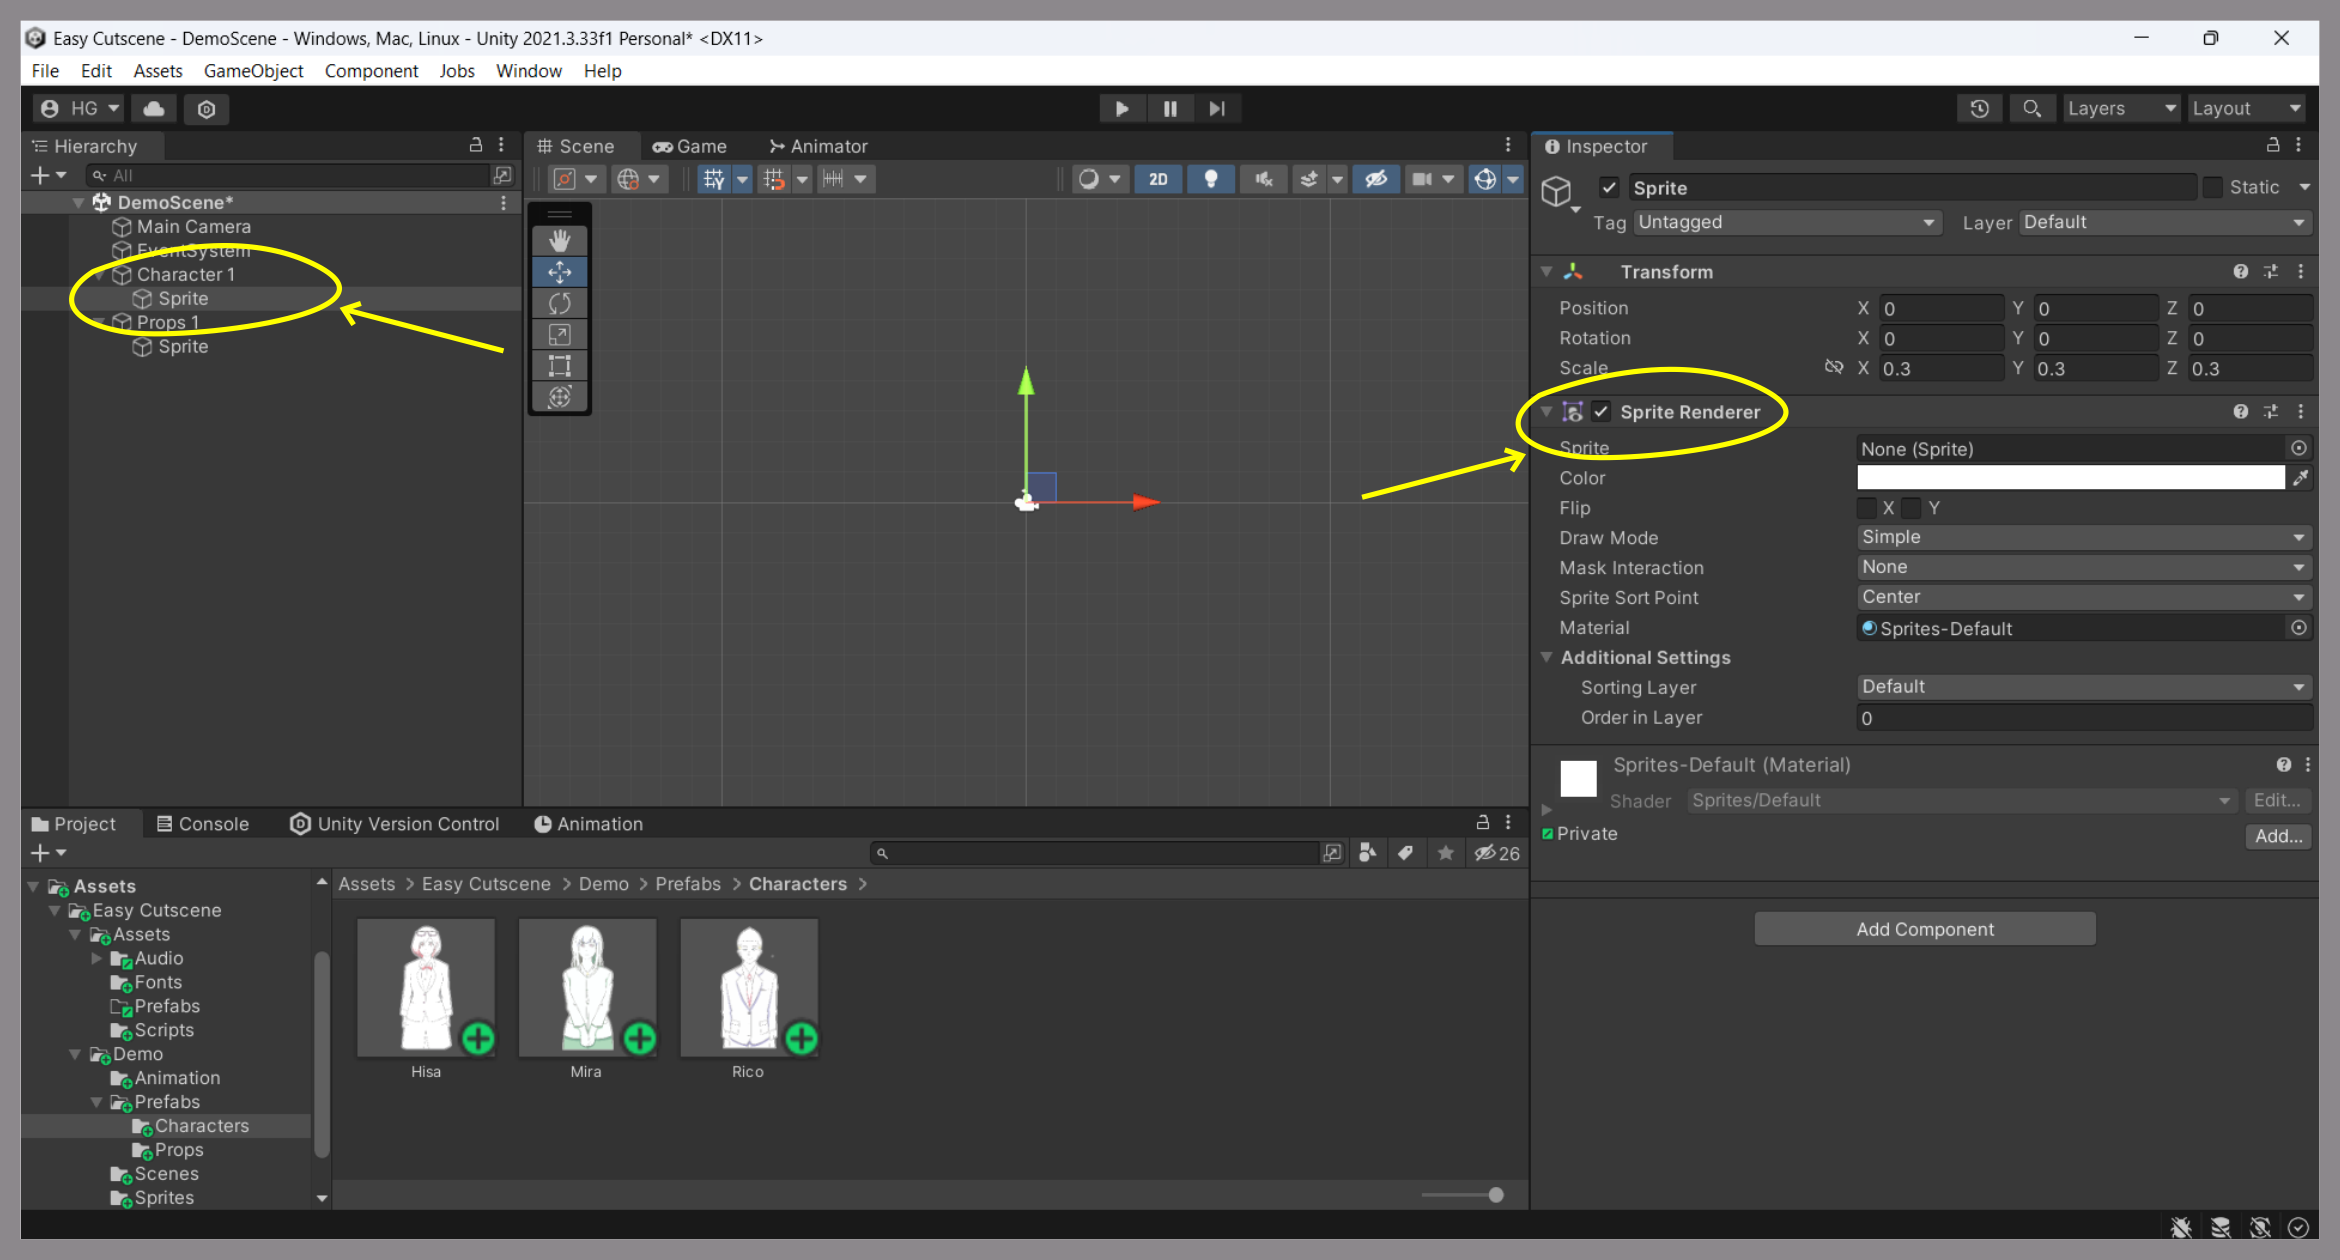 Easy Cutscene - DemoScene - Windows, Mac, Linux - Unity 2021.3.33f1 Personal* <DX11>
File Edit Assets GameObject Component Jobs Window Help
HG Layers Layout
Hierarchy
All
DemoScene*
Main Camera
EventSystem
Character 1
Sprite
Props 1
Sprite
Scene Game Animator
2D
Inspector
Sprite Static
Tag Untagged Layer Default
Transform
Position X 0 Y 0 Z 0
Rotation X 0 Y 0 Z 0
Scale X 0.3 Y 0.3 Z 0.3
Sprite Renderer
Sprite None (Sprite)
Color
Flip X Y
Draw Mode Simple
Mask Interaction None
Sprite Sort Point Center
Material Sprites-Default
Additional Settings
Sorting Layer Default
Order in Layer 0
Sprites-Default (Material)
Shader Sprites/Default Edit...
Private
Add...
Add Component
Project Console Unity Version Control Animation
26
Assets
Easy Cutscene
Assets
Audio
Fonts
Prefabs
Scripts
Demo
Animation
Prefabs
Characters
Props
Scenes
Sprites
Assets > Easy Cutscene > Demo > Prefabs > Characters >
Hisa Mira Rico